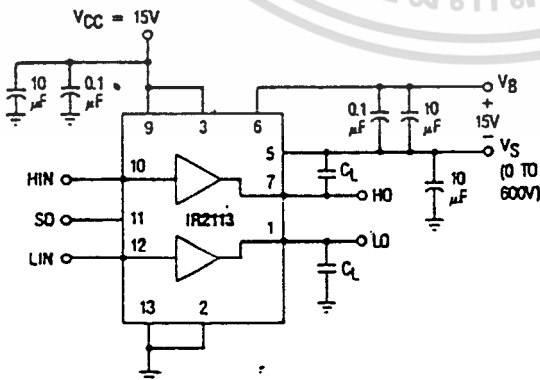 VCC = 15V
10 μF
0.1 μF
9
3
6
VB
+
0.1 μF
10 μF
15V
−
5
VS
(0 TO 600V)
CL
10 μF
HIN
10
7
HO
IR2113
SD
11
1
LO
LIN
12
CL
13
2